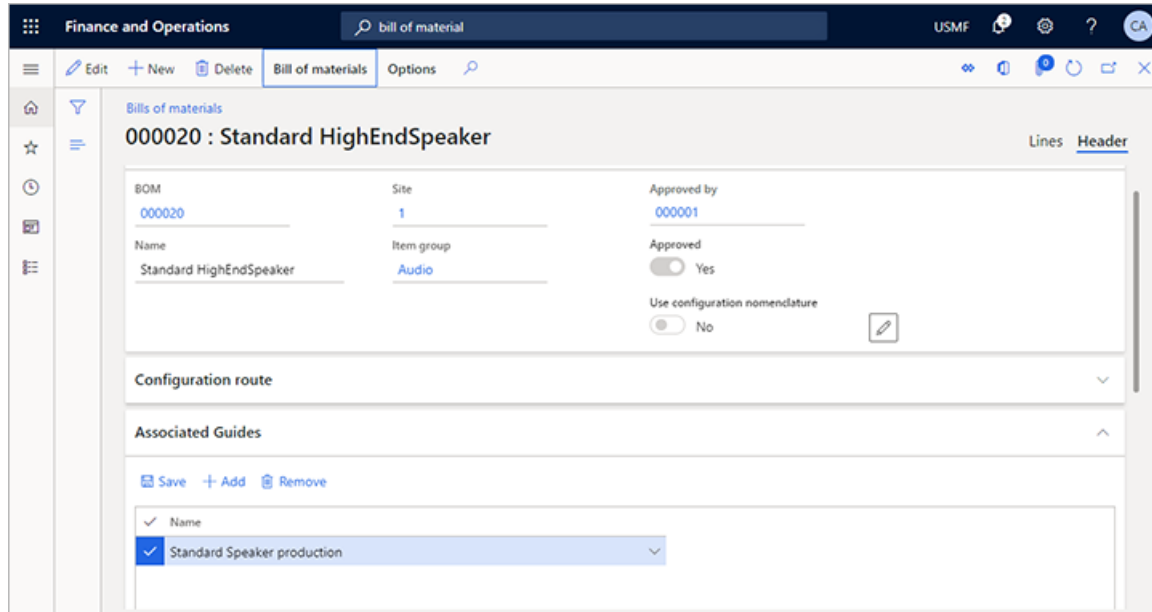 Finance and Operations bill of material USMF 2 ? CA
Edit New Delete Bill of materials Options 0
Bills of materials
000020 : Standard HighEndSpeaker
Lines Header
BOM Site Approved by
000020 1 000001
Name Item group Approved
Standard HighEndSpeaker Audio Yes
Use configuration nomenclature
No
Configuration route
Associated Guides
Save Add Remove
Name
Standard Speaker production